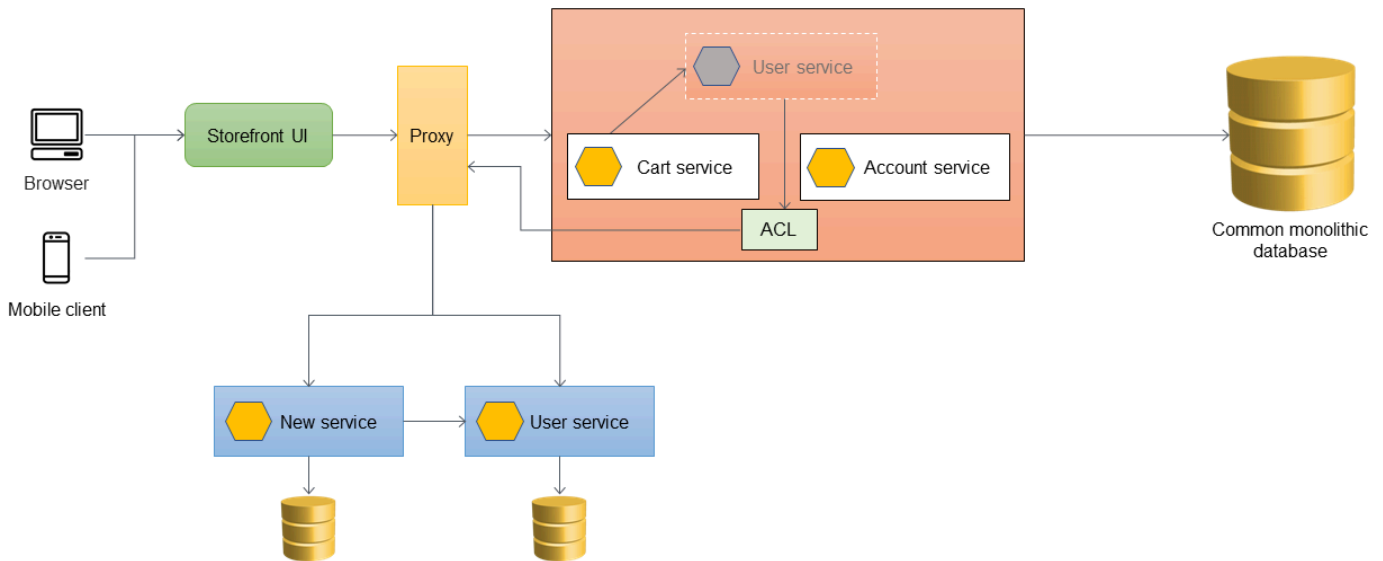 User service
Storefront UI
Proxy
Cart service
Account service
Browser
ACL
Common monolithic
database
Mobile client
New service
User service